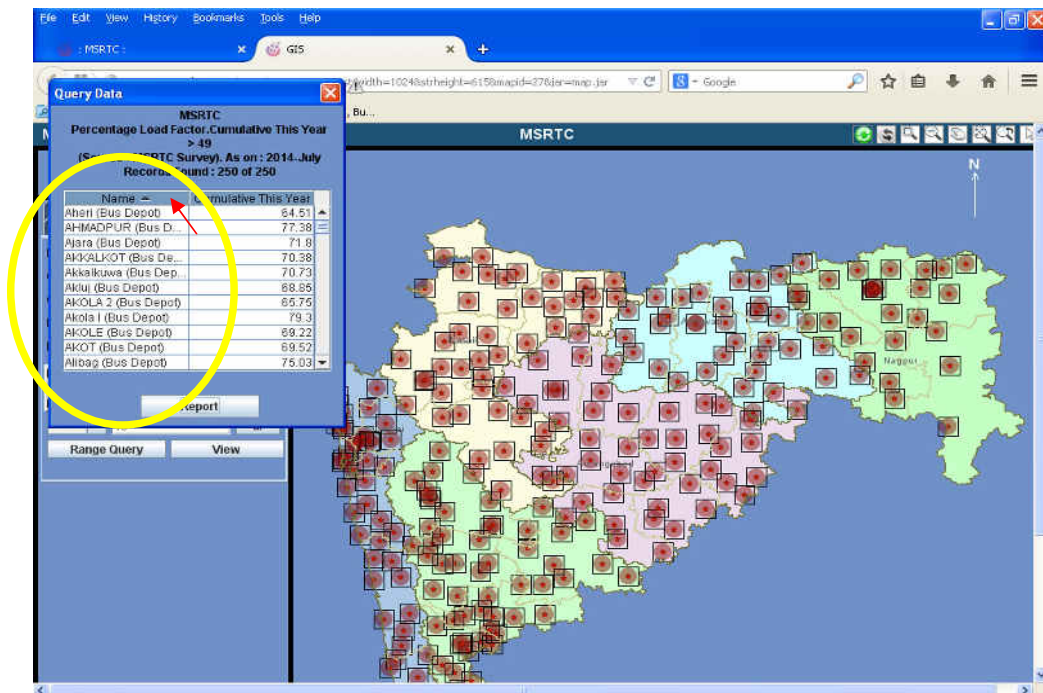 File Edit View History Bookmarks Tools Help
: MSRTC : × GIS × +
width=1024&strheight=615&mapid=27&jsr=map.jsr
Google
Query Data
, Bu...
MSRTC
Percentage Load Factor.Cumulative This Year
> 49
MSRTC Survey). As on : 2014-July
Records Found : 250 of 250
Name Cumulative This Year
Aheri (Bus Depot) 64.51
AHMADPUR (Bus D... 77.38
Ajara (Bus Depot) 71.8
AKKALKOT (Bus De... 70.38
Akkalkuwa (Bus Dep... 70.73
Akluj (Bus Depot) 68.85
AKOLA 2 (Bus Depot) 65.75
Akola I (Bus Depot) 79.3
AKOLE (Bus Depot) 69.22
AKOT (Bus Depot) 69.52
Alibag (Bus Depot) 75.03
Report
Range Query View
MSRTC
N
Nagpur